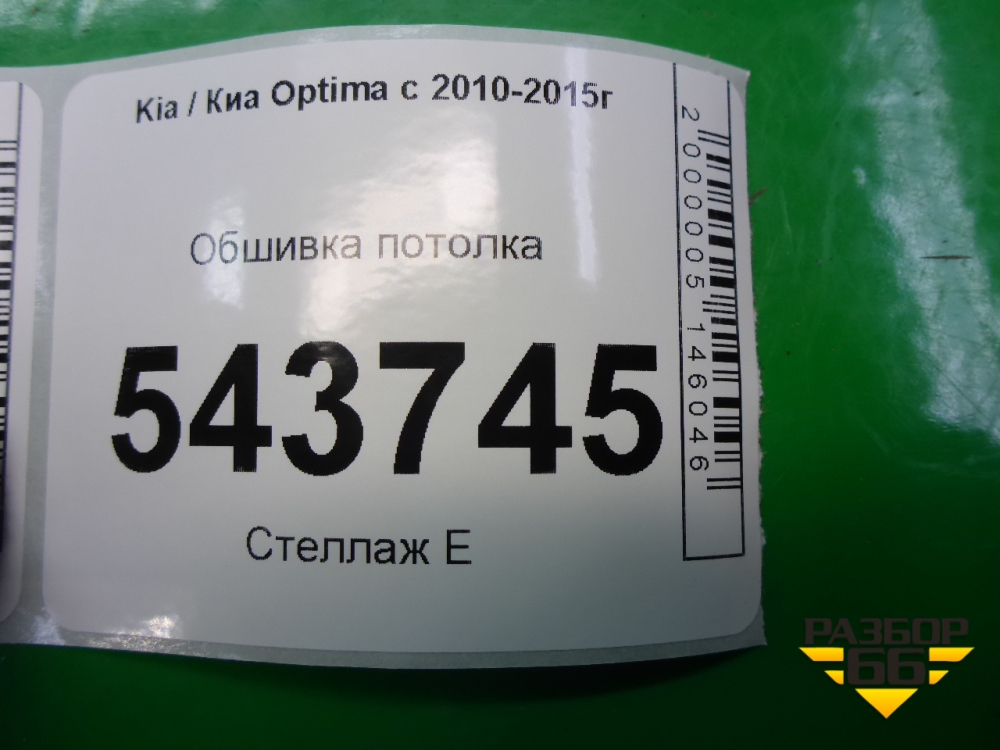 Kia / Киа Optima с 2010-2015г
Обшивка потолка
543745
Стеллаж Е
2000005146046
РАЗБОР
66